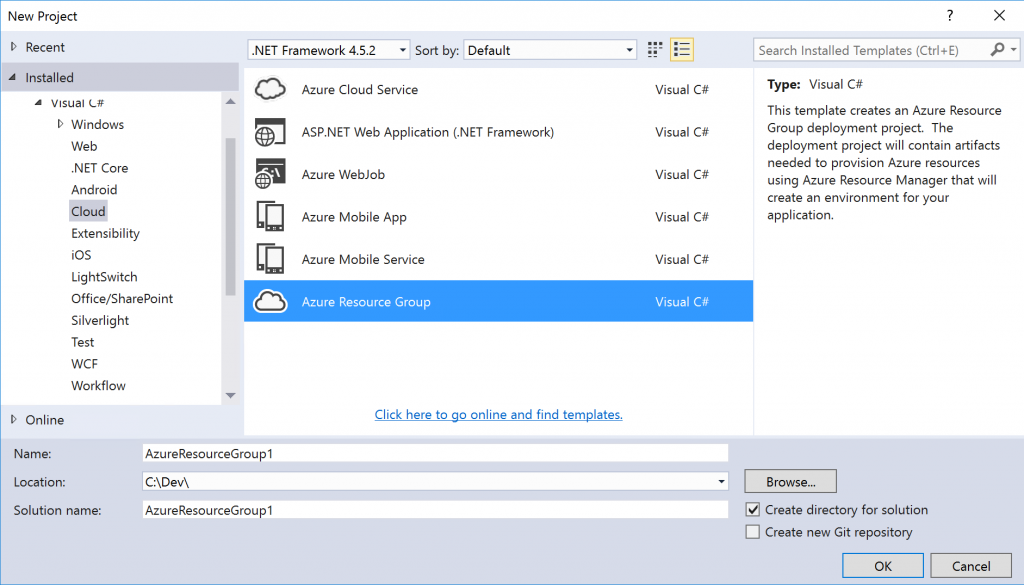 New Project
?
Recent
.NET Framework 4.5.2
Sort by:
Default
Search Installed Templates (Ctrl+E)
Installed
Visual C#
Windows
Web
.NET Core
Android
Cloud
Extensibility
iOS
LightSwitch
Office/SharePoint
Silverlight
Test
WCF
Workflow
Online
Azure Cloud Service Visual C#
ASP.NET Web Application (.NET Framework) Visual C#
Azure WebJob Visual C#
Azure Mobile App Visual C#
Azure Mobile Service Visual C#
Azure Resource Group Visual C#
Click here to go online and find templates.
Type: Visual C#
This template creates an Azure Resource
Group deployment project. The
deployment project will contain artifacts
needed to provision Azure resources
using Azure Resource Manager that will
create an environment for your
application.
Name: AzureResourceGroup1
Location: C:\Dev\
Browse...
Solution name: AzureResourceGroup1
Create directory for solution
Create new Git repository
OK
Cancel